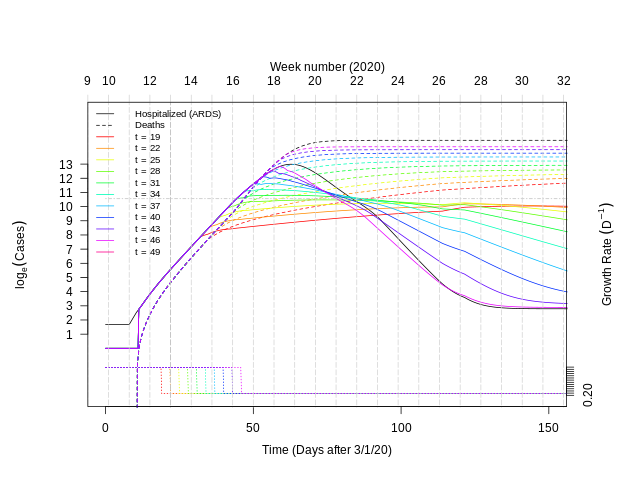 Week number (2020)
9 10 12 14 16 18 20 22 24 26 28 30 32
Hospitalized (ARDS)
Deaths
t = 19
t = 22
t = 25
t = 28
t = 31
t = 34
t = 37
t = 40
t = 43
t = 46
t = 49
13
12
11
10
9
8
7
6
5
4
3
2
1
logₑ(Cases)
Growth Rate (D⁻¹)
0.20
0 50 100 150
Time (Days after 3/1/20)